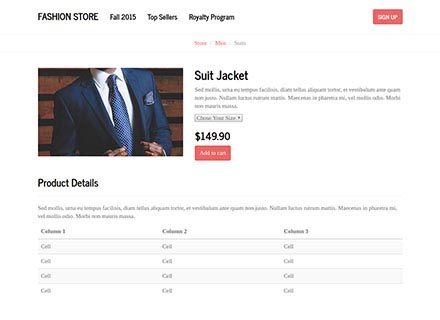 FASHION STORE Fall 2015 Top Sellers Royalty Program SIGN UP
Store / Men / Suits
Suit Jacket
Sed mollis, urna eu tempus facilisis, diam tellus aliquam tortor, et vestibulum ante quam
non justo. Nullam luctus rutrum mattis. Maecenas in pharetra mi, vel mollis odio. Morbi
non mauris massa.
Chose Your Size
$149.90
Add to cart
Product Details
Sed mollis, urna eu tempus facilisis, diam tellus aliquam tortor, et vestibulum ante quam non justo. Nullam luctus rutrum mattis. Maecenas in pharetra mi,
vel mollis odio. Morbi non mauris massa.
Column 1 Column 2 Column 3
Cell Cell Cell
Cell Cell Cell
Cell Cell Cell
Cell Cell Cell